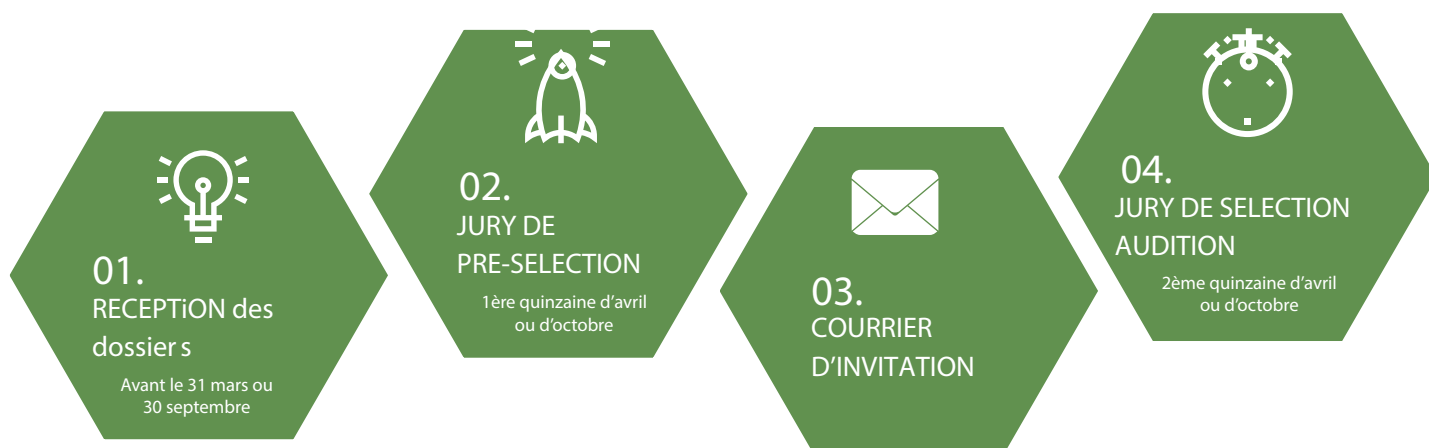 01.
RECEPTiON des
dossier s
Avant le 31 mars ou
30 septembre
02.
JURY DE
PRE-SELECTION
1ère quinzaine d’avril
ou d’octobre
03.
COURRIER
D’INVITATION
04.
JURY DE SELECTION
AUDITION
2ème quinzaine d’avril
ou d’octobre